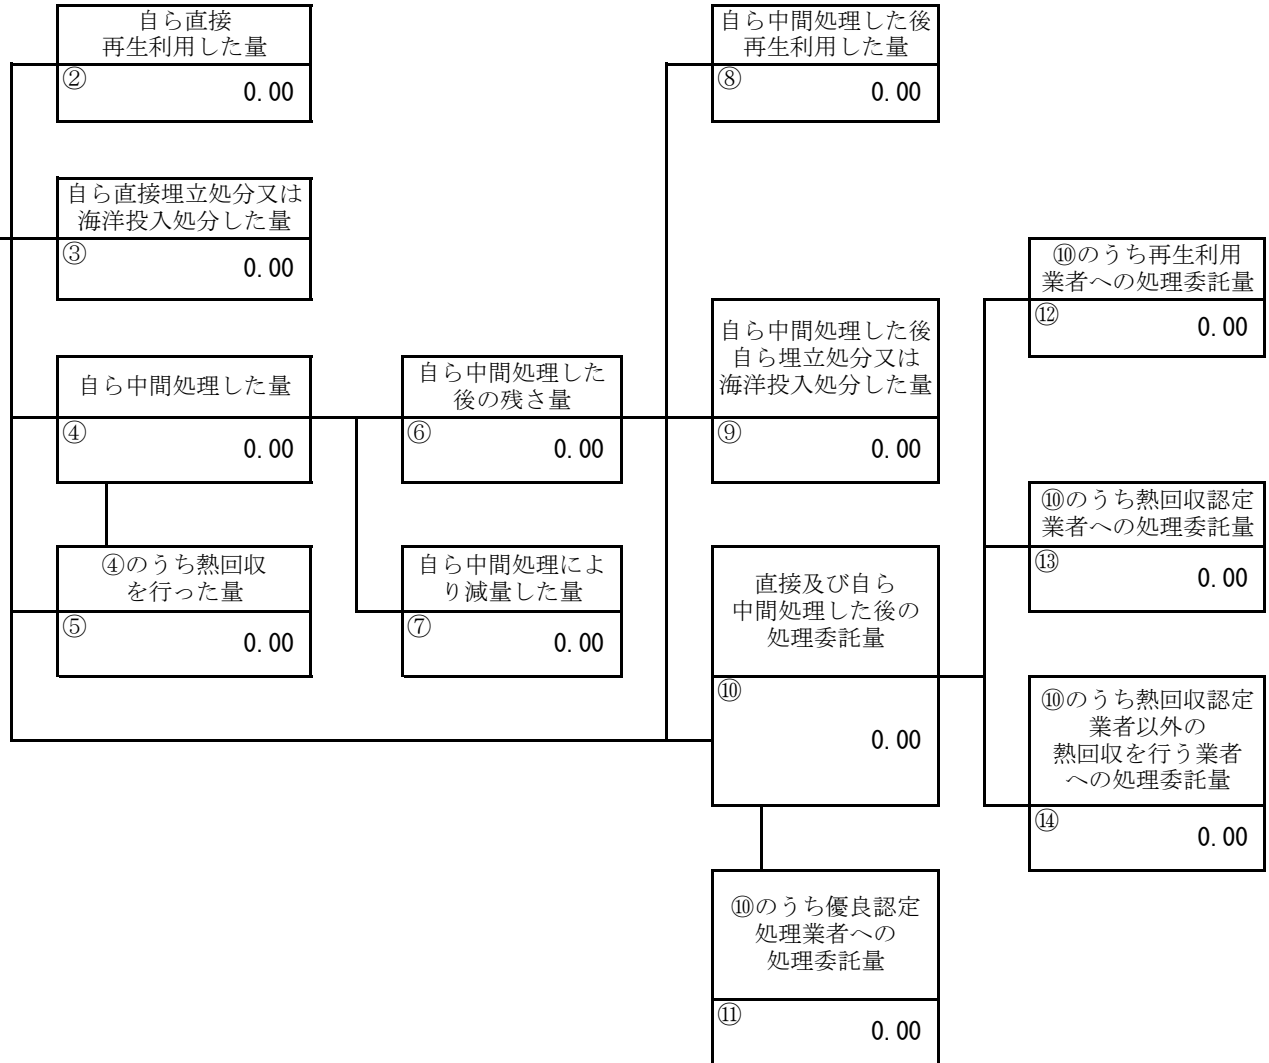 自ら直接
再生利用した量
②
0.00
自ら直接埋立処分又は
海洋投入処分した量
③
0.00
自ら中間処理した量
④
0.00
④のうち熱回収
を行った量
⑤
0.00
自ら中間処理した
後の残さ量
⑥
0.00
自ら中間処理によ
り減量した量
⑦
0.00
自ら中間処理した後
再生利用した量
⑧
0.00
自ら中間処理した後
自ら埋立処分又は
海洋投入処分した量
⑨
0.00
直接及び自ら
中間処理した後の
処理委託量
⑩
0.00
⑩のうち優良認定
処理業者への
処理委託量
⑪
0.00
⑩のうち再生利用
業者への処理委託量
⑫
0.00
⑩のうち熱回収認定
業者への処理委託量
⑬
0.00
⑩のうち熱回収認定
業者以外の
熱回収を行う業者
への処理委託量
⑭
0.00